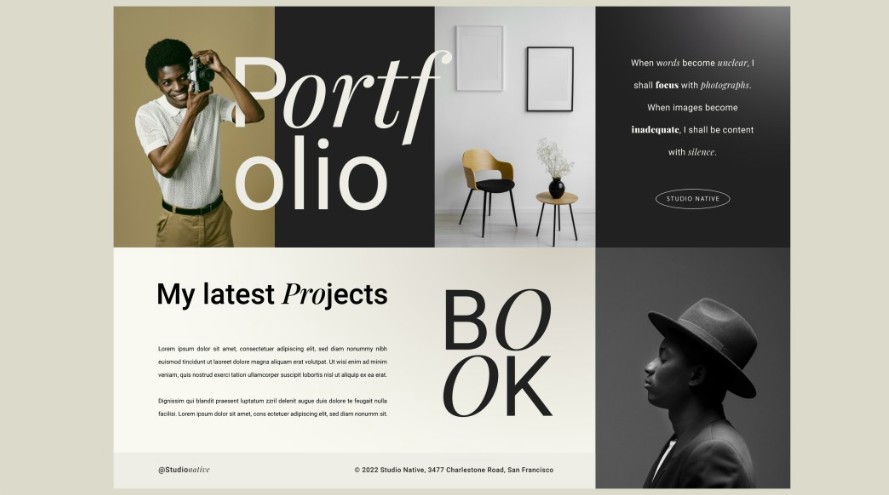 Portf
olio
When words become unclear, I
shall focus with photographs.
When images become
inadequate, I shall be content
with silence.
STUDIO NATIVE
My latest Projects
Lorem ipsum dolor sit amet, consectetuer adipiscing elit, sed diam nonummy nibh
euismod tincidunt ut laoreet dolore magna aliquam erat volutpat. Ut wisi enim ad minim
veniam, quis nostrud exerci tation ullamcorper suscipit lobortis nisl ut aliquip ex ea erat.
Eignissim qui blandit praesent luptatum zzril delenit augue duis dolore te feugait nulla
facilisi. Lorem ipsum dolor sit amet, cons ectetuer adipiscing elit, sed diam nonumm sit.
BO
OK
@Studionative
© 2022 Studio Native, 3477 Charlestone Road, San Francisco